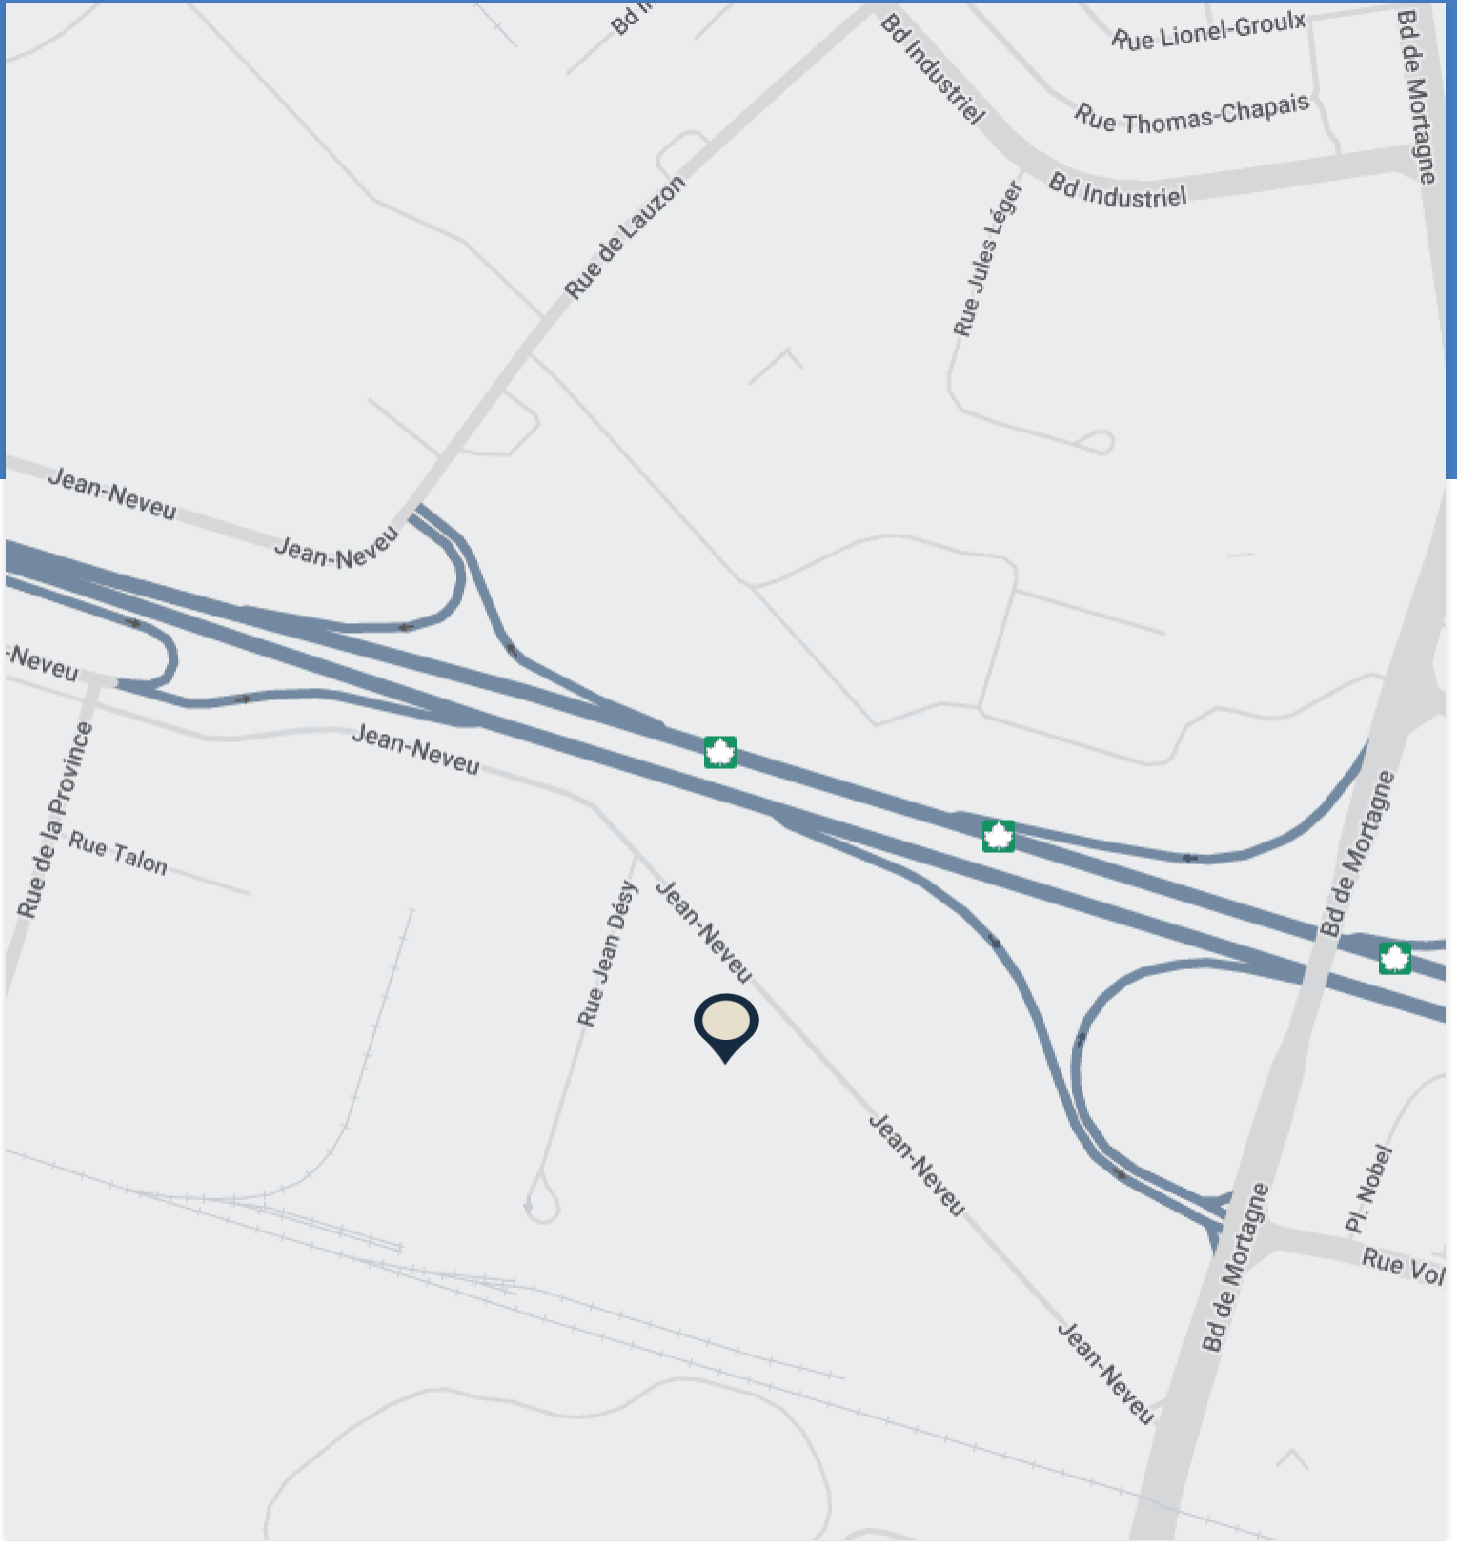 Rue Lionel-Groulx
Bd de Mortagne
Bd Industriel
Rue Thomas-Chapais
Bd Industriel
Rue de Lauzon
Rue Jules Léger
Jean-Neveu
Jean-Neveu
-Neveu
Jean-Neveu
Rue de la Province
Rue Talon
Bd de Mortagne
Rue Jean Désy
Jean-Neveu
Jean-Neveu
Pl. Nobel
Bd de Mortagne
Rue Vol
Jean-Neveu